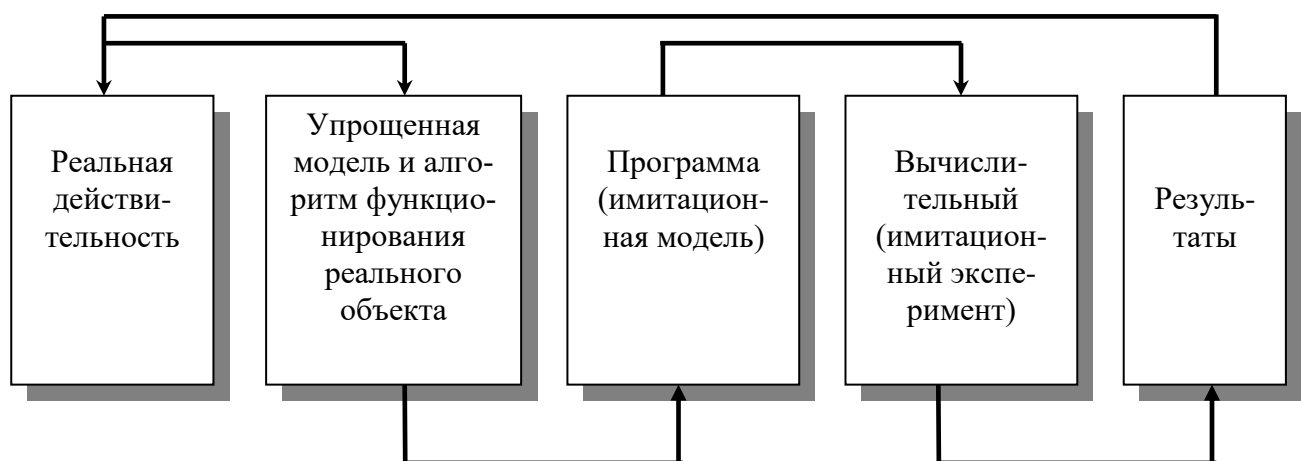 Реальная
действи-
тельность
Упрощенная
модель и алго-
ритм функцио-
нирования
реального
объекта
Программа
(имитацион-
ная модель)
Вычисли-
тельный
(имитацион-
ный экспе-
римент)
Резуль-
таты